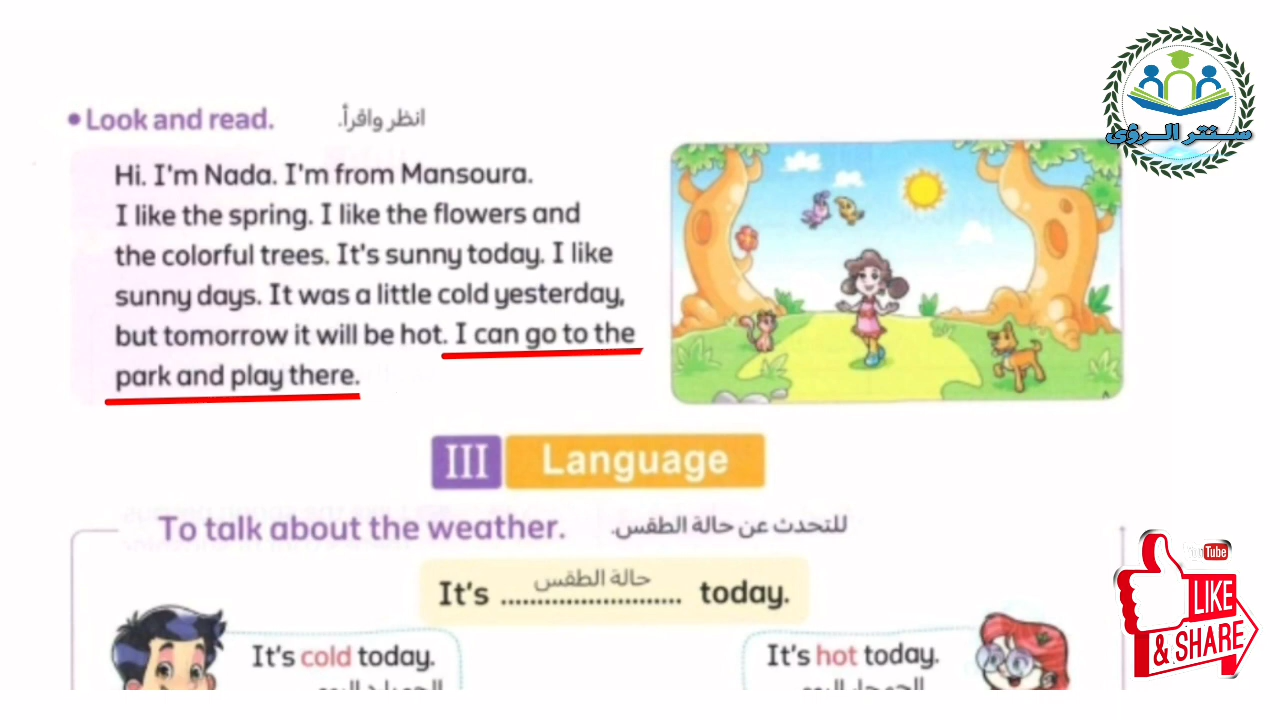 سنتر الرؤى
• Look and read. انظر واقرأ.
Hi. I'm Nada. I'm from Mansoura.
I like the spring. I like the flowers and
the colorful trees. It's sunny today. I like
sunny days. It was a little cold yesterday,
but tomorrow it will be hot. I can go to the
park and play there.
III Language
To talk about the weather. للتحدث عن حالة الطقس.
حالة الطقس
It's ........................ today.
It's cold today.
It's hot today.
YouTube
LIKE
& SHARE